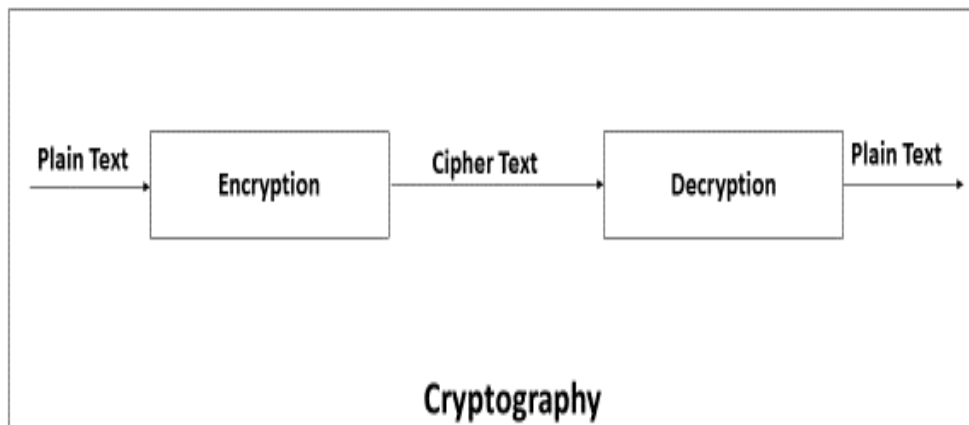 Plain Text
Encryption
Cipher Text
Decryption
Plain Text
Cryptography